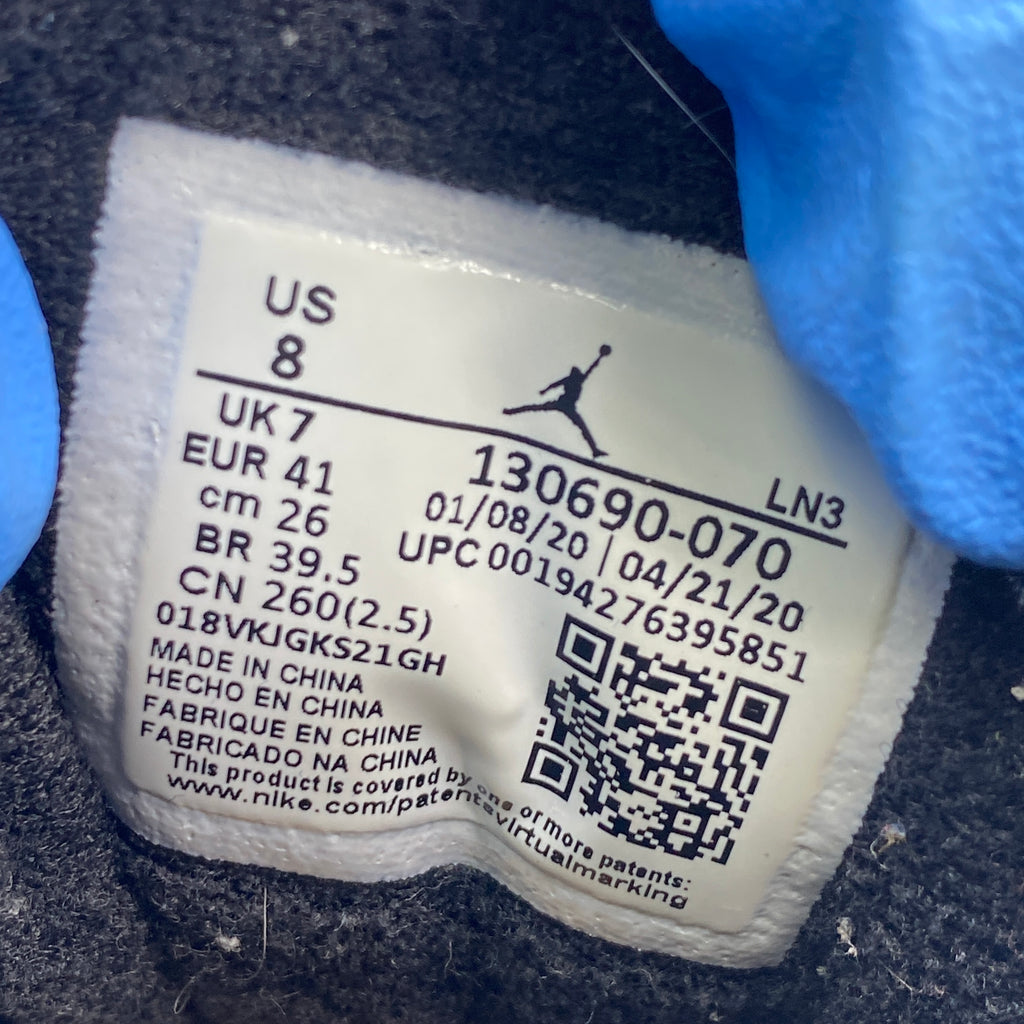 US
8
LN3
UK 7
EUR 41
cm 26
BR 39.5
CN 260(2.5)
130690-070
01/08/20 | 04/21/20
UPC 00194276395851
018VKJGKS21GH
MADE IN CHINA
HECHO EN CHINA
FABRIQUE EN CHINE
FABRICADO NA CHINA
This product is covered by one or more patents:
www.nike.com/patentsvirtualmarking